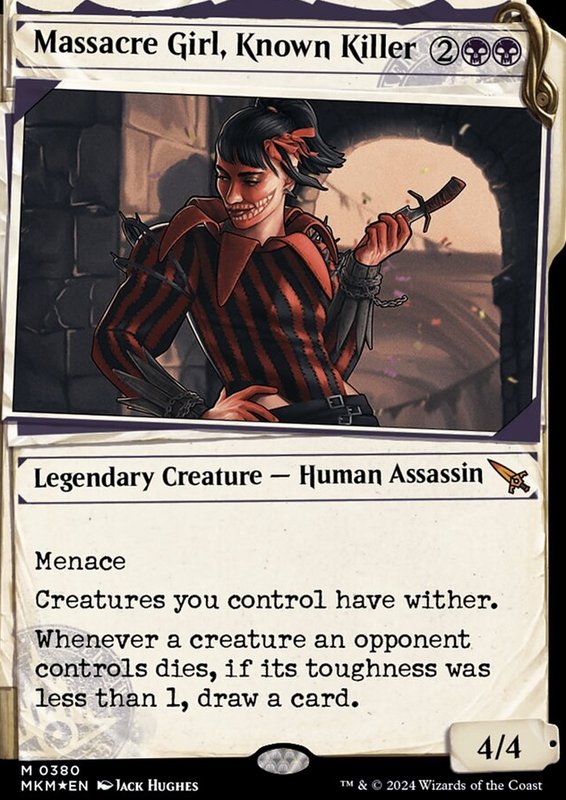 Massacre Girl, Known Killer 2
Legendary Creature — Human Assassin
Menace
Creatures you control have wither.
Whenever a creature an opponent
controls dies, if its toughness was
less than 1, draw a card.
4/4
M 0380
MKM★EN Jack Hughes
™ & © 2024 Wizards of the Coast